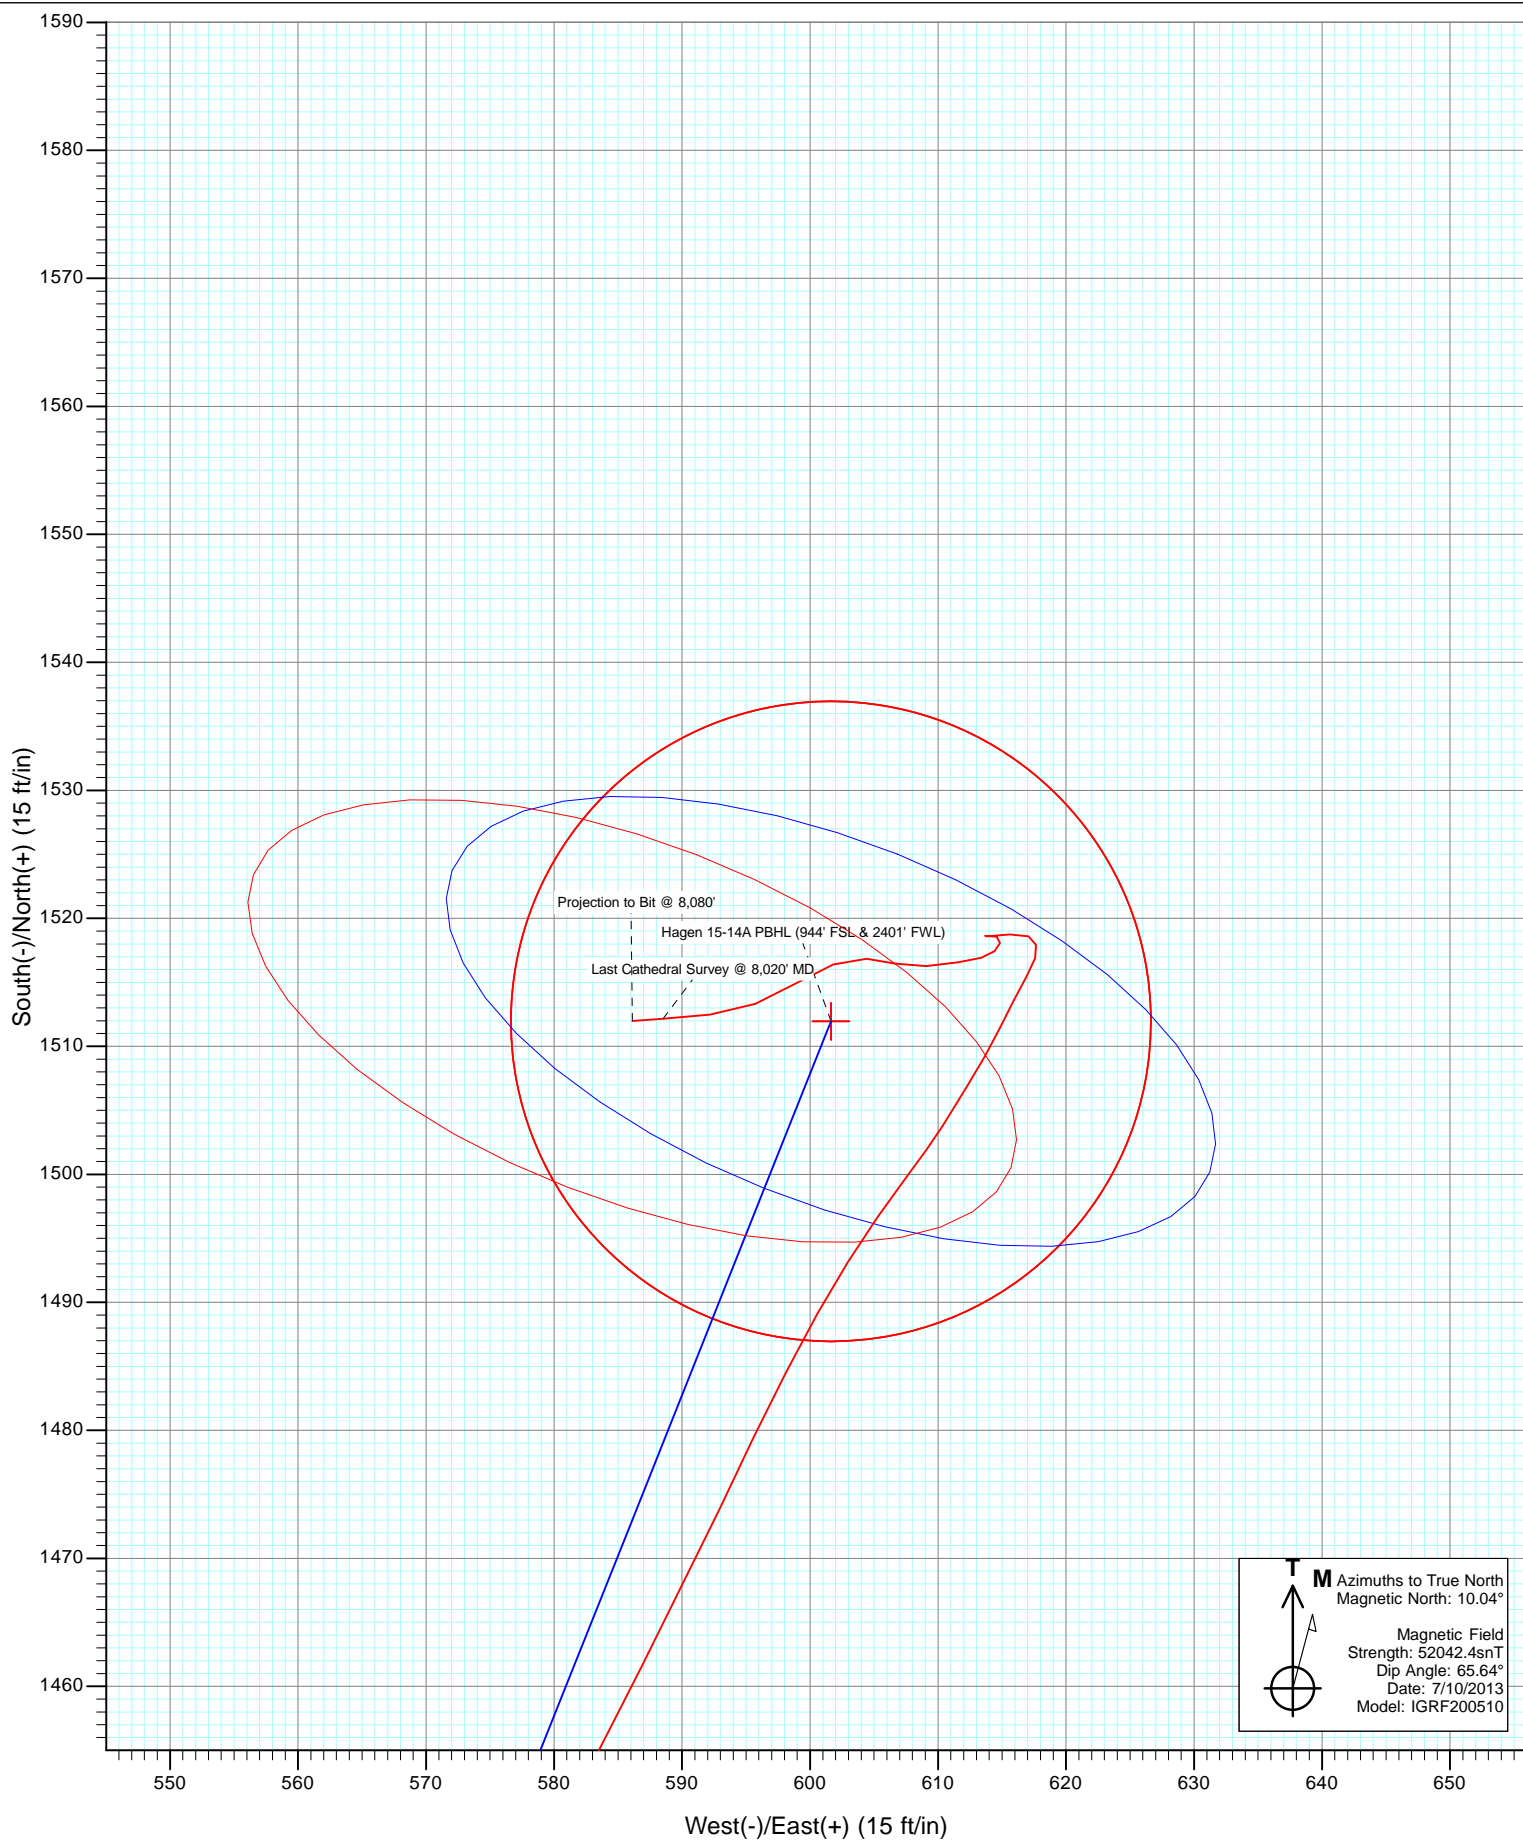 1590
1580
1570
1560
1550
1540
1530
1520
1510
1500
1490
1480
1470
1460
South(-)/North(+) (15 ft/in)
Projection to Bit @ 8,080'
Hagen 15-14A PBHL (944' FSL & 2401' FWL)
Last Cathedral Survey @ 8,020' MD
T
M
Azimuths to True North
Magnetic North: 10.04°
Magnetic Field
Strength: 52042.4snT
Dip Angle: 65.64°
Date: 7/10/2013
Model: IGRF200510
550 560 570 580 590 600 610 620 630 640 650
West(-)/East(+) (15 ft/in)